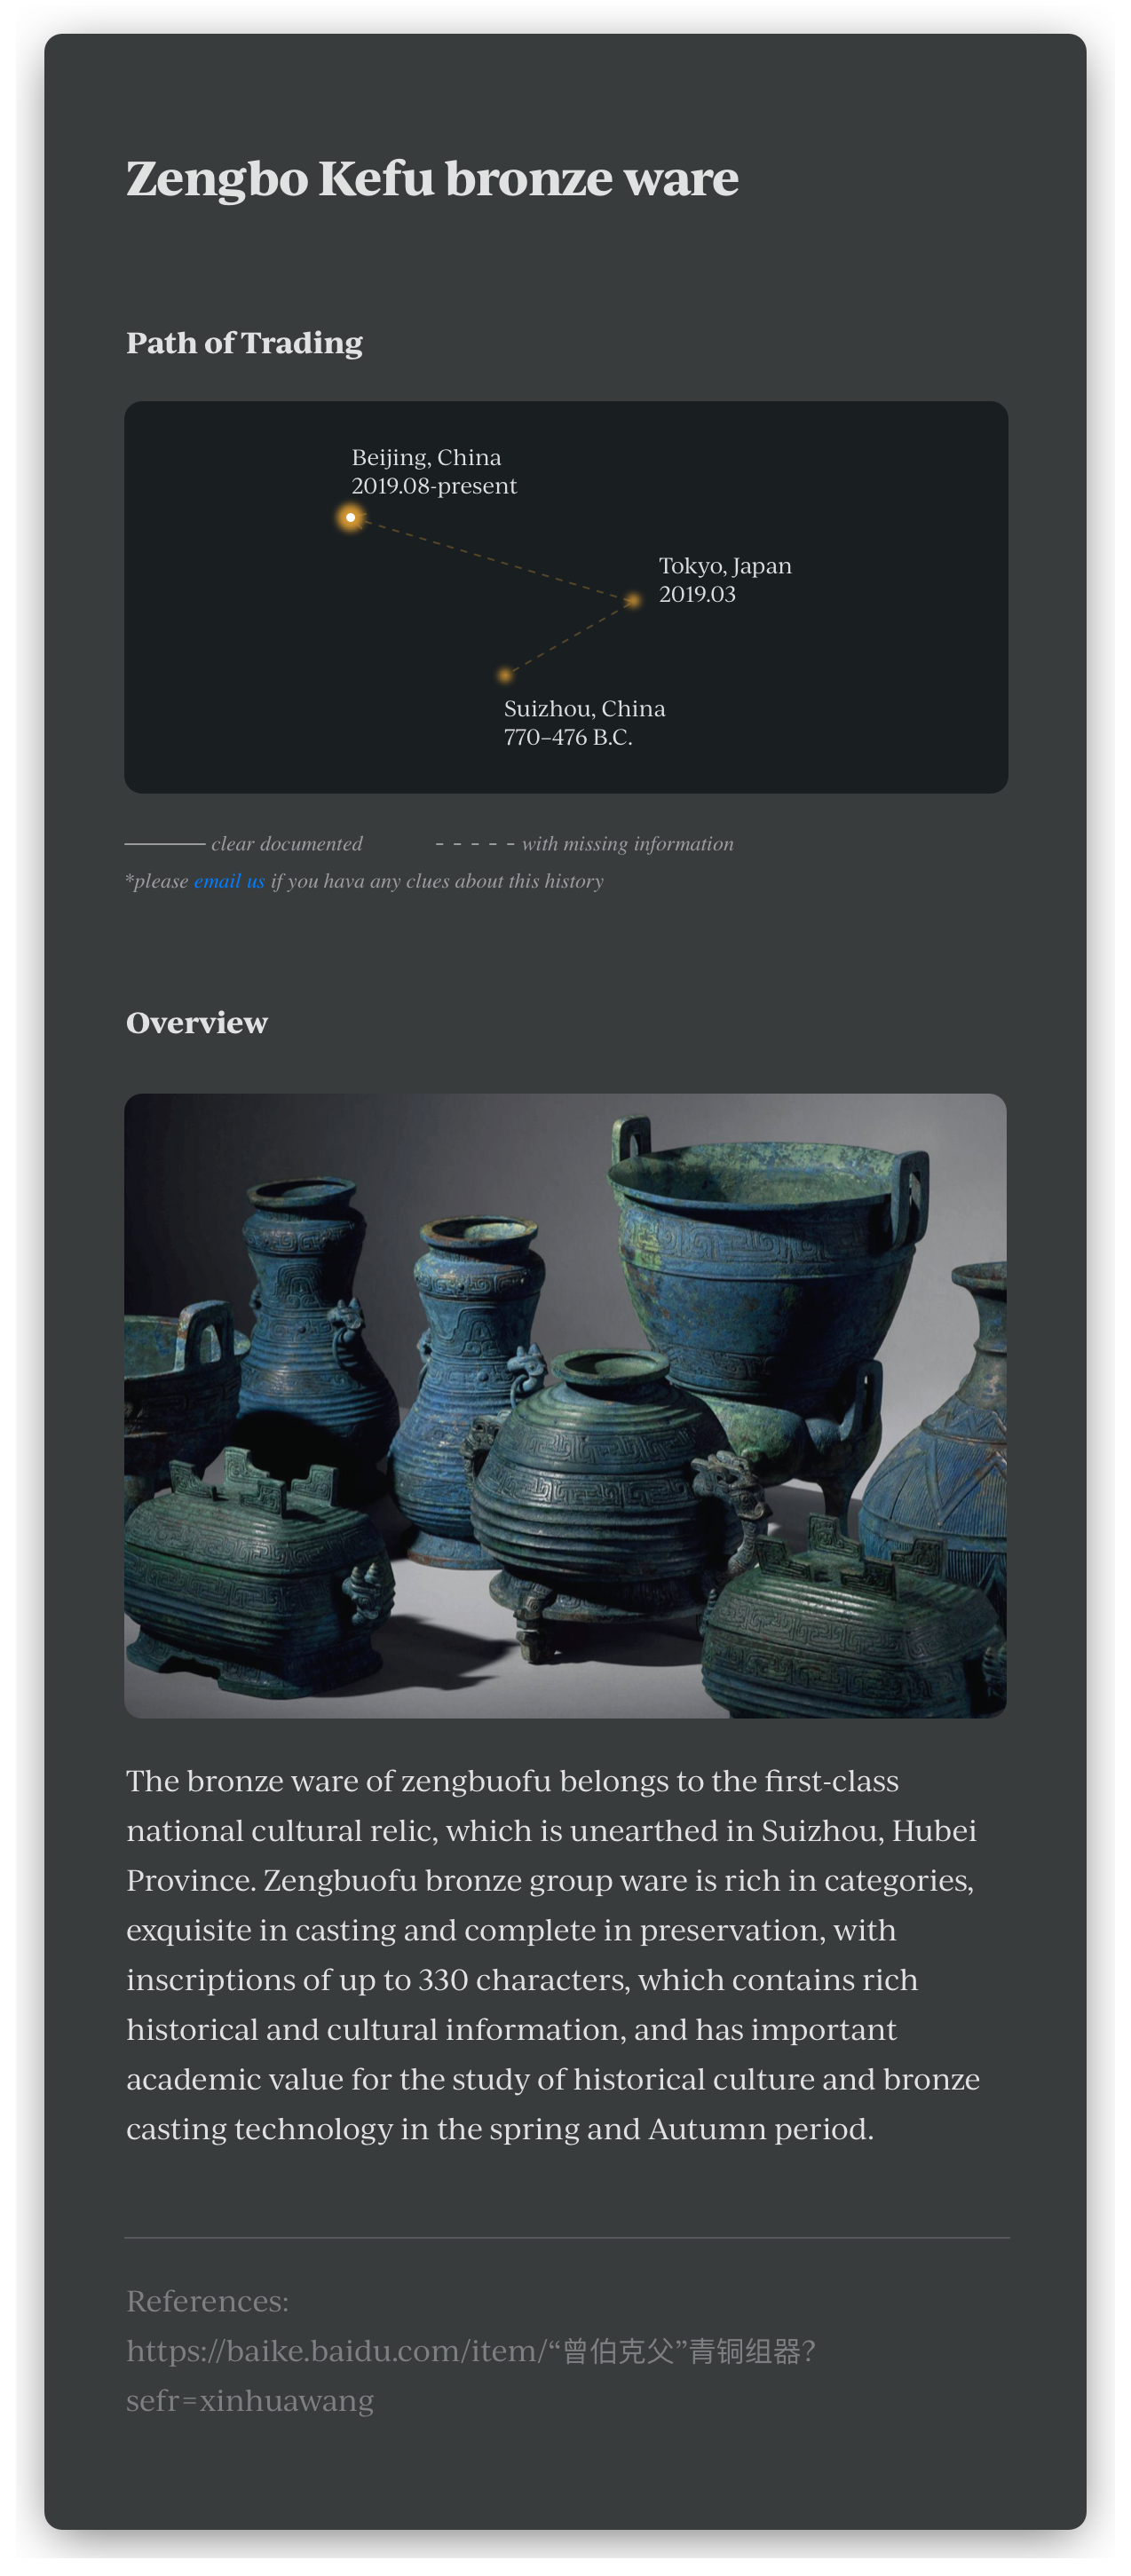 Zengbo Kefu bronze ware
Path of Trading
Beijing, China
2019.08-present
Tokyo, Japan
2019.03
Suizhou, China
770–476 B.C.
clear documented
with missing information
*please email us if you hava any clues about this history
Overview
The bronze ware of zengbuofu belongs to the first-class
national cultural relic, which is unearthed in Suizhou, Hubei
Province. Zengbuofu bronze group ware is rich in categories,
exquisite in casting and complete in preservation, with
inscriptions of up to 330 characters, which contains rich
historical and cultural information, and has important
academic value for the study of historical culture and bronze
casting technology in the spring and Autumn period.
References:
https://baike.baidu.com/item/“曾伯克父”青铜组器?
sefr=xinhuawang